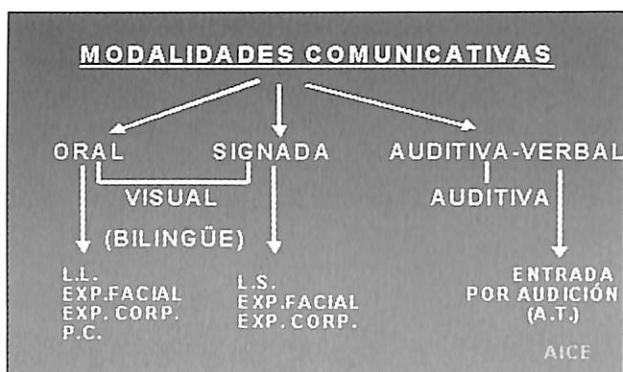 MODALIDADES COMUNICATIVAS
ORAL SIGNADA AUDITIVA-VERBAL
VISUAL AUDITIVA
(BILINGÜE)
L.L.
EXP.FACIAL
EXP. CORP.
P.C.
L.S.
EXP.FACIAL
EXP. CORP.
ENTRADA
POR AUDICIÓN
(A.T.)
AICE